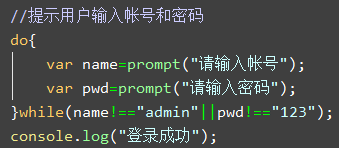 //提示用户输入帐号和密码
do{
    var name=prompt("请输入帐号");
    var pwd=prompt("请输入密码");
}while(name!=="admin"||pwd!=="123");
console.log("登录成功");